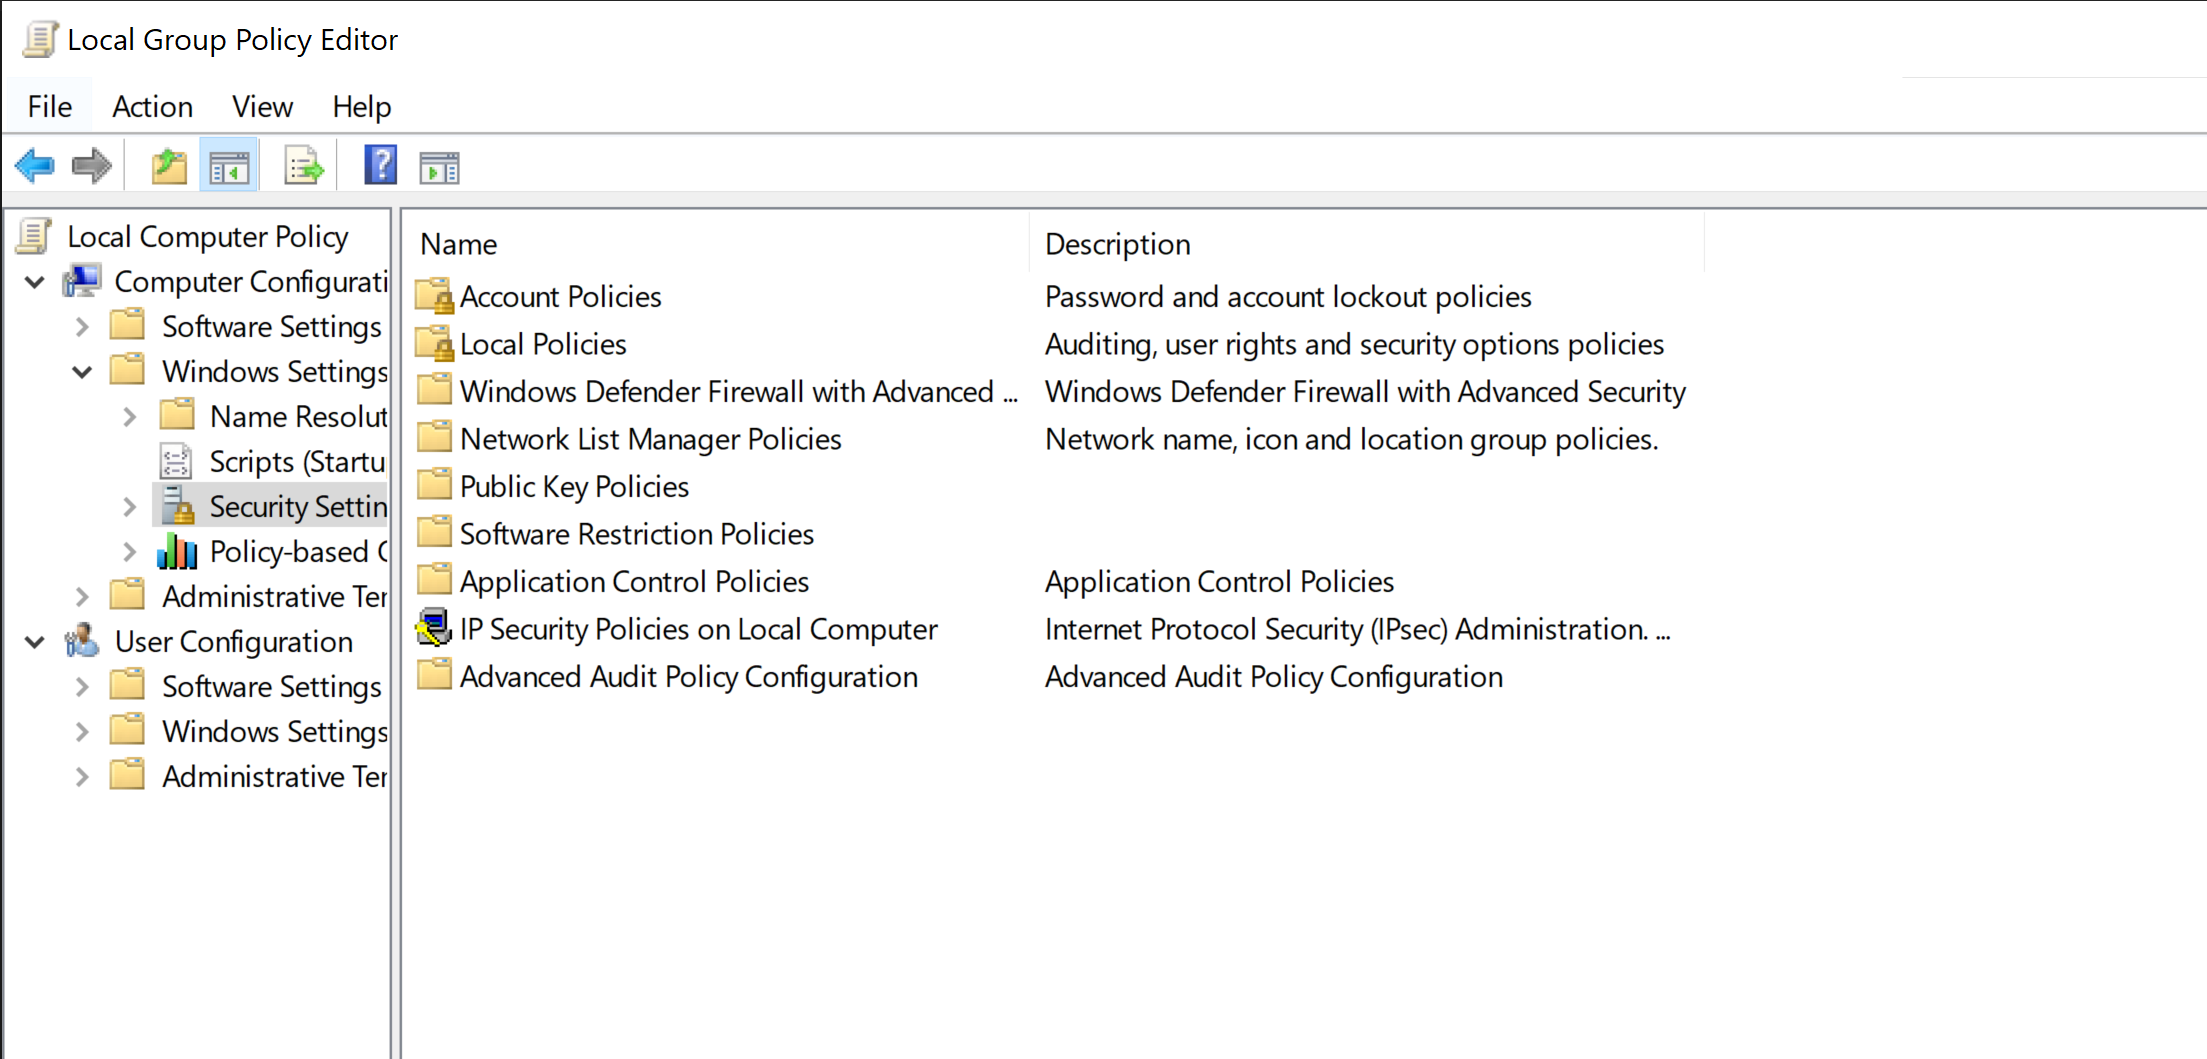 Local Group Policy Editor
File Action View Help
Local Computer Policy
Computer Configurati
Software Settings
Windows Settings
Name Resolut
Scripts (Startu
Security Settin
Policy-based
Administrative Ter
User Configuration
Software Settings
Windows Settings
Administrative Ter
Name Description
Account Policies Password and account lockout policies
Local Policies Auditing, user rights and security options policies
Windows Defender Firewall with Advanced ... Windows Defender Firewall with Advanced Security
Network List Manager Policies Network name, icon and location group policies.
Public Key Policies
Software Restriction Policies
Application Control Policies Application Control Policies
IP Security Policies on Local Computer Internet Protocol Security (IPsec) Administration. ...
Advanced Audit Policy Configuration Advanced Audit Policy Configuration